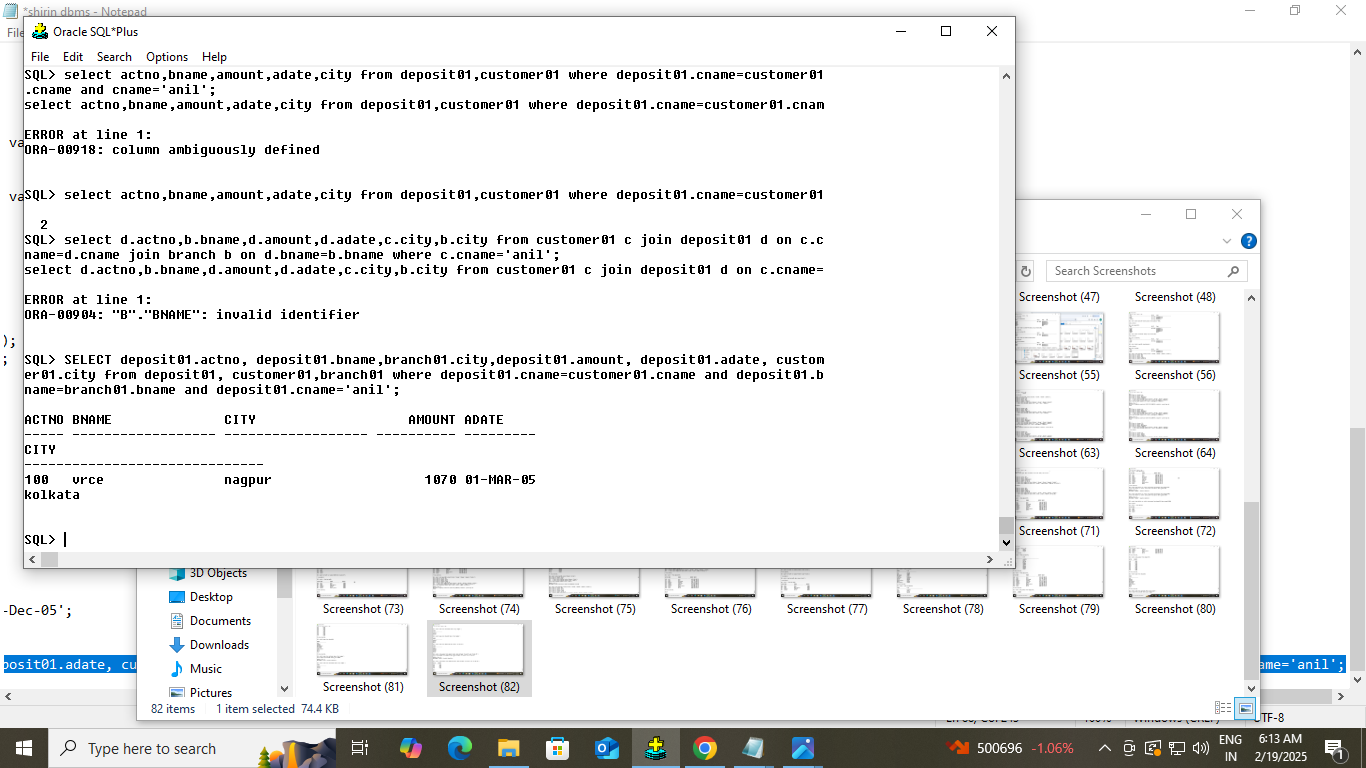 *shirin dbms - Notepad
File
Oracle SQL*Plus
File Edit Search Options Help
SQL> select actno,bname,amount,adate,city from deposit01,customer01 where deposit01.cname=customer01
.cname and cname='anil';
select actno,bname,amount,adate,city from deposit01,customer01 where deposit01.cname=customer01.cnam
ERROR at line 1:
ORA-00918: column ambiguously defined
SQL> select actno,bname,amount,adate,city from deposit01,customer01 where deposit01.cname=customer01
2
SQL> select d.actno,b.bname,d.amount,d.adate,c.city,b.city from customer01 c join deposit01 d on c.c
name=d.cname join branch b on d.bname=b.bname where c.cname='anil';
select d.actno,b.bname,d.amount,d.adate,c.city,b.city from customer01 c join deposit01 d on c.cname=
ERROR at line 1:
ORA-00904: "B"."BNAME": invalid identifier
SQL> SELECT deposit01.actno, deposit01.bname,branch01.city,deposit01.amount, deposit01.adate, custom
er01.city from deposit01, customer01,branch01 where deposit01.cname=customer01.cname and deposit01.b
name=branch01.bname and deposit01.cname='anil';
ACTNO BNAME CITY AMOUNT ADATE
----- ------------------ ------------------ ---------- ---------
CITY
------------------------------
100 vrce nagpur 1070 01-MAR-05
kolkata
SQL>
va
va
);
;
-Dec-05';
posit01.adate, cu
ame='anil';
Search Screenshots
Screenshot (47) Screenshot (48)
Screenshot (55) Screenshot (56)
Screenshot (63) Screenshot (64)
Screenshot (71) Screenshot (72)
Screenshot (73) Screenshot (74) Screenshot (75) Screenshot (76) Screenshot (77) Screenshot (78) Screenshot (79) Screenshot (80)
Screenshot (81) Screenshot (82)
3D Objects
Desktop
Documents
Downloads
Music
Pictures
82 items 1 item selected 74.4 KB
UTF-8
Type here to search
500696 -1.06%
ENG
IN
6:13 AM
2/19/2025
1